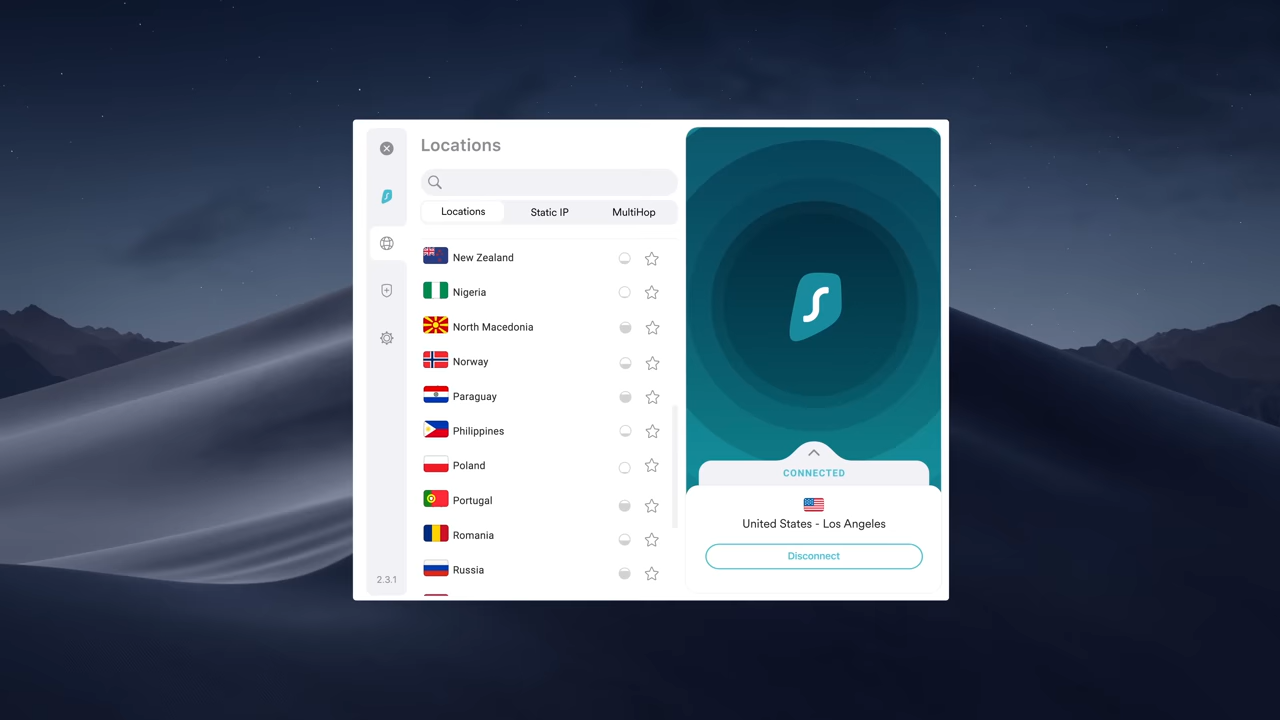 Locations
Locations Static IP MultiHop
New Zealand
Nigeria
North Macedonia
Norway
Paraguay
Philippines
Poland
Portugal
Romania
Russia
2.3.1
CONNECTED
United States - Los Angeles
Disconnect